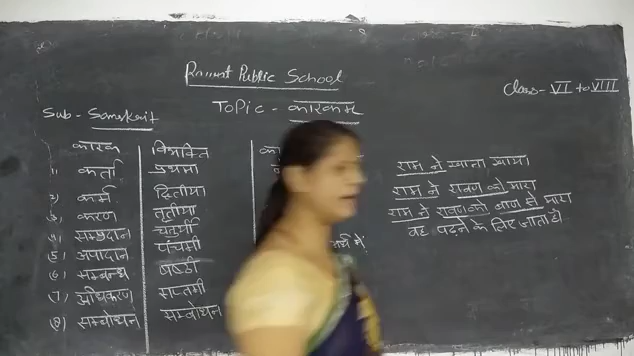 Rawat Public School
Class- VI to VIII
Sub - Samskrit
Topic - कारकम्
कारक विभक्ति
1) कर्ता प्रथमा
2) कर्म द्वितीया
3) करण तृतीया
(4) सम्प्रदान चतुर्थी
(5) अपादान पंचमी
(6) सम्बन्ध षष्ठी
(7) अधिकरण सप्तमी
(8) सम्बोधन सम्बोधन
राम ने खाना खाया
राम ने रावण को मारा
राम ने रावण को बाण से मारा
वह पढ़ने के लिए जाता है।